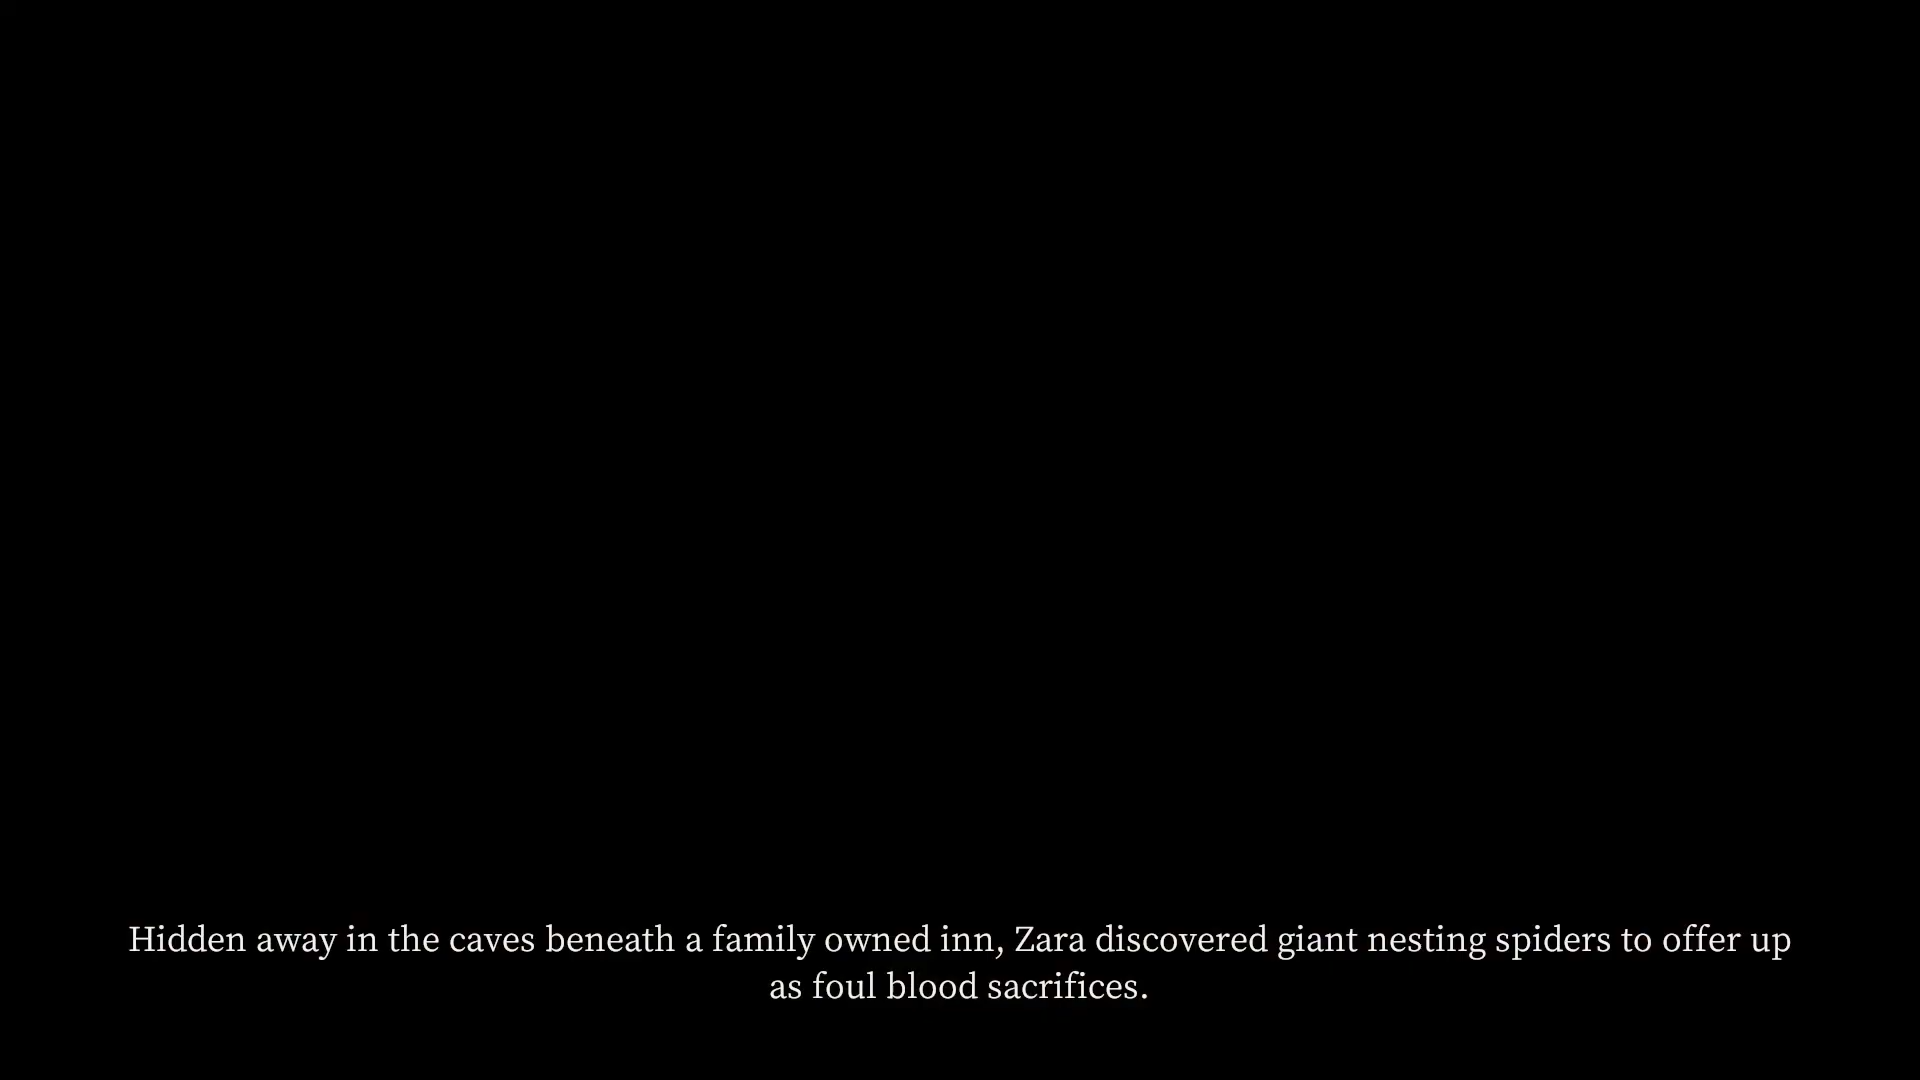 Hidden away in the caves beneath a family owned inn, Zara discovered giant nesting spiders to offer up
as foul blood sacrifices.